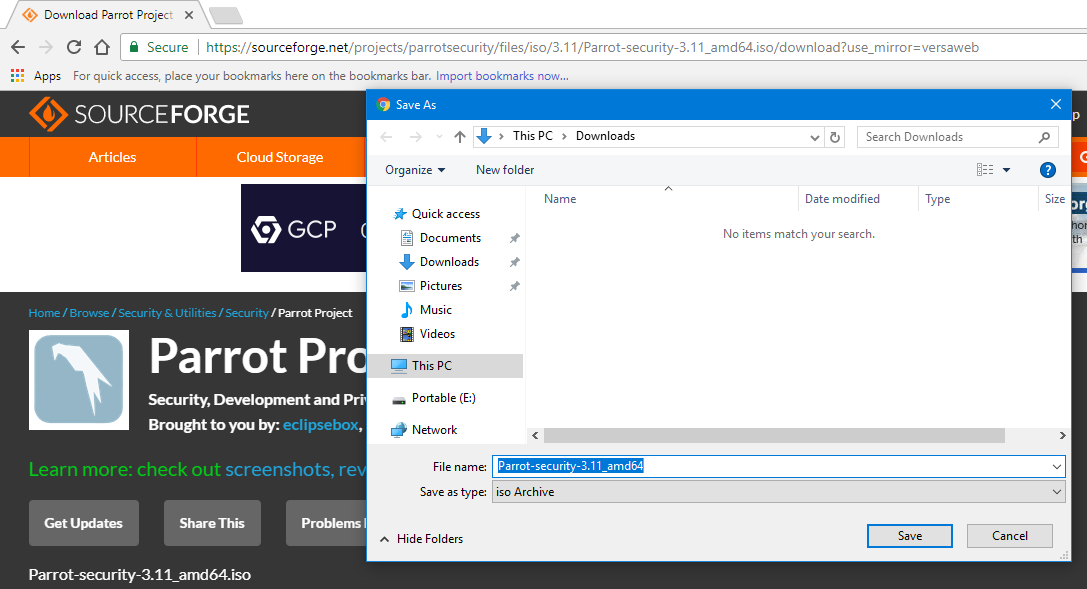 Download Parrot Project
Secure https://sourceforge.net/projects/parrotsecurity/files/iso/3.11/Parrot-security-3.11_amd64.iso/download?use_mirror=versaweb
Apps For quick access, place your bookmarks here on the bookmarks bar. Import bookmarks now...
SOURCEFORGE
Articles Cloud Storage
GCP
Home / Browse / Security & Utilities / Security / Parrot Project
Parrot Pro
Security, Development and Priv
Brought to you by: eclipsebox,
Learn more: check out screenshots, rev
Get Updates Share This Problems
Parrot-security-3.11_amd64.iso
Save As
This PC > Downloads
Search Downloads
Organize New folder
?
Name Date modified Type Size
No items match your search.
Quick access
Documents
Downloads
Pictures
Music
Videos
This PC
Portable (E:)
Network
File name: Parrot-security-3.11_amd64
Save as type: iso Archive
Hide Folders
Save Cancel